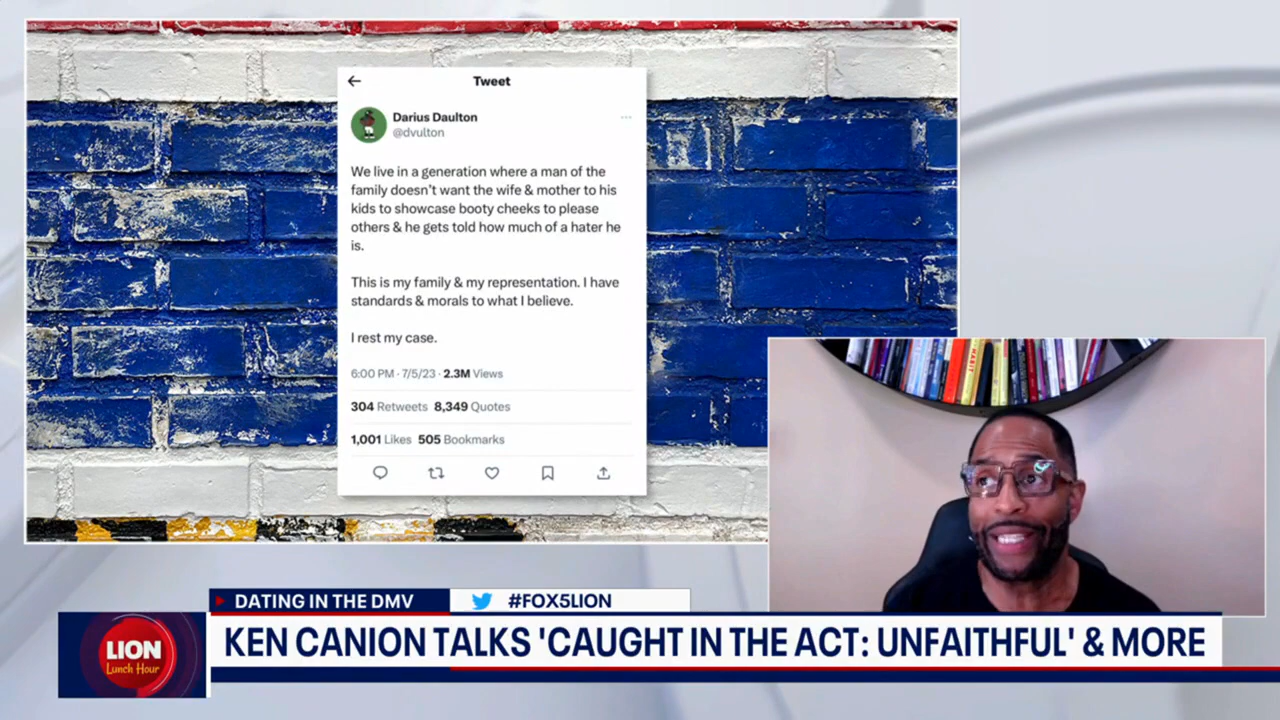 Tweet
Darius Daulton
@dvulton
We live in a generation where a man of the
family doesn't want the wife & mother to his
kids to showcase booty cheeks to please
others & he gets told how much of a hater he
is.
This is my family & my representation. I have
standards & morals to what I believe.
I rest my case.
6:00 PM · 7/5/23 · 2.3M Views
304 Retweets 8,349 Quotes
1,001 Likes 505 Bookmarks
HABIT
DATING IN THE DMV
#FOX5LION
LION
Lunch Hour
KEN CANION TALKS 'CAUGHT IN THE ACT: UNFAITHFUL' & MORE